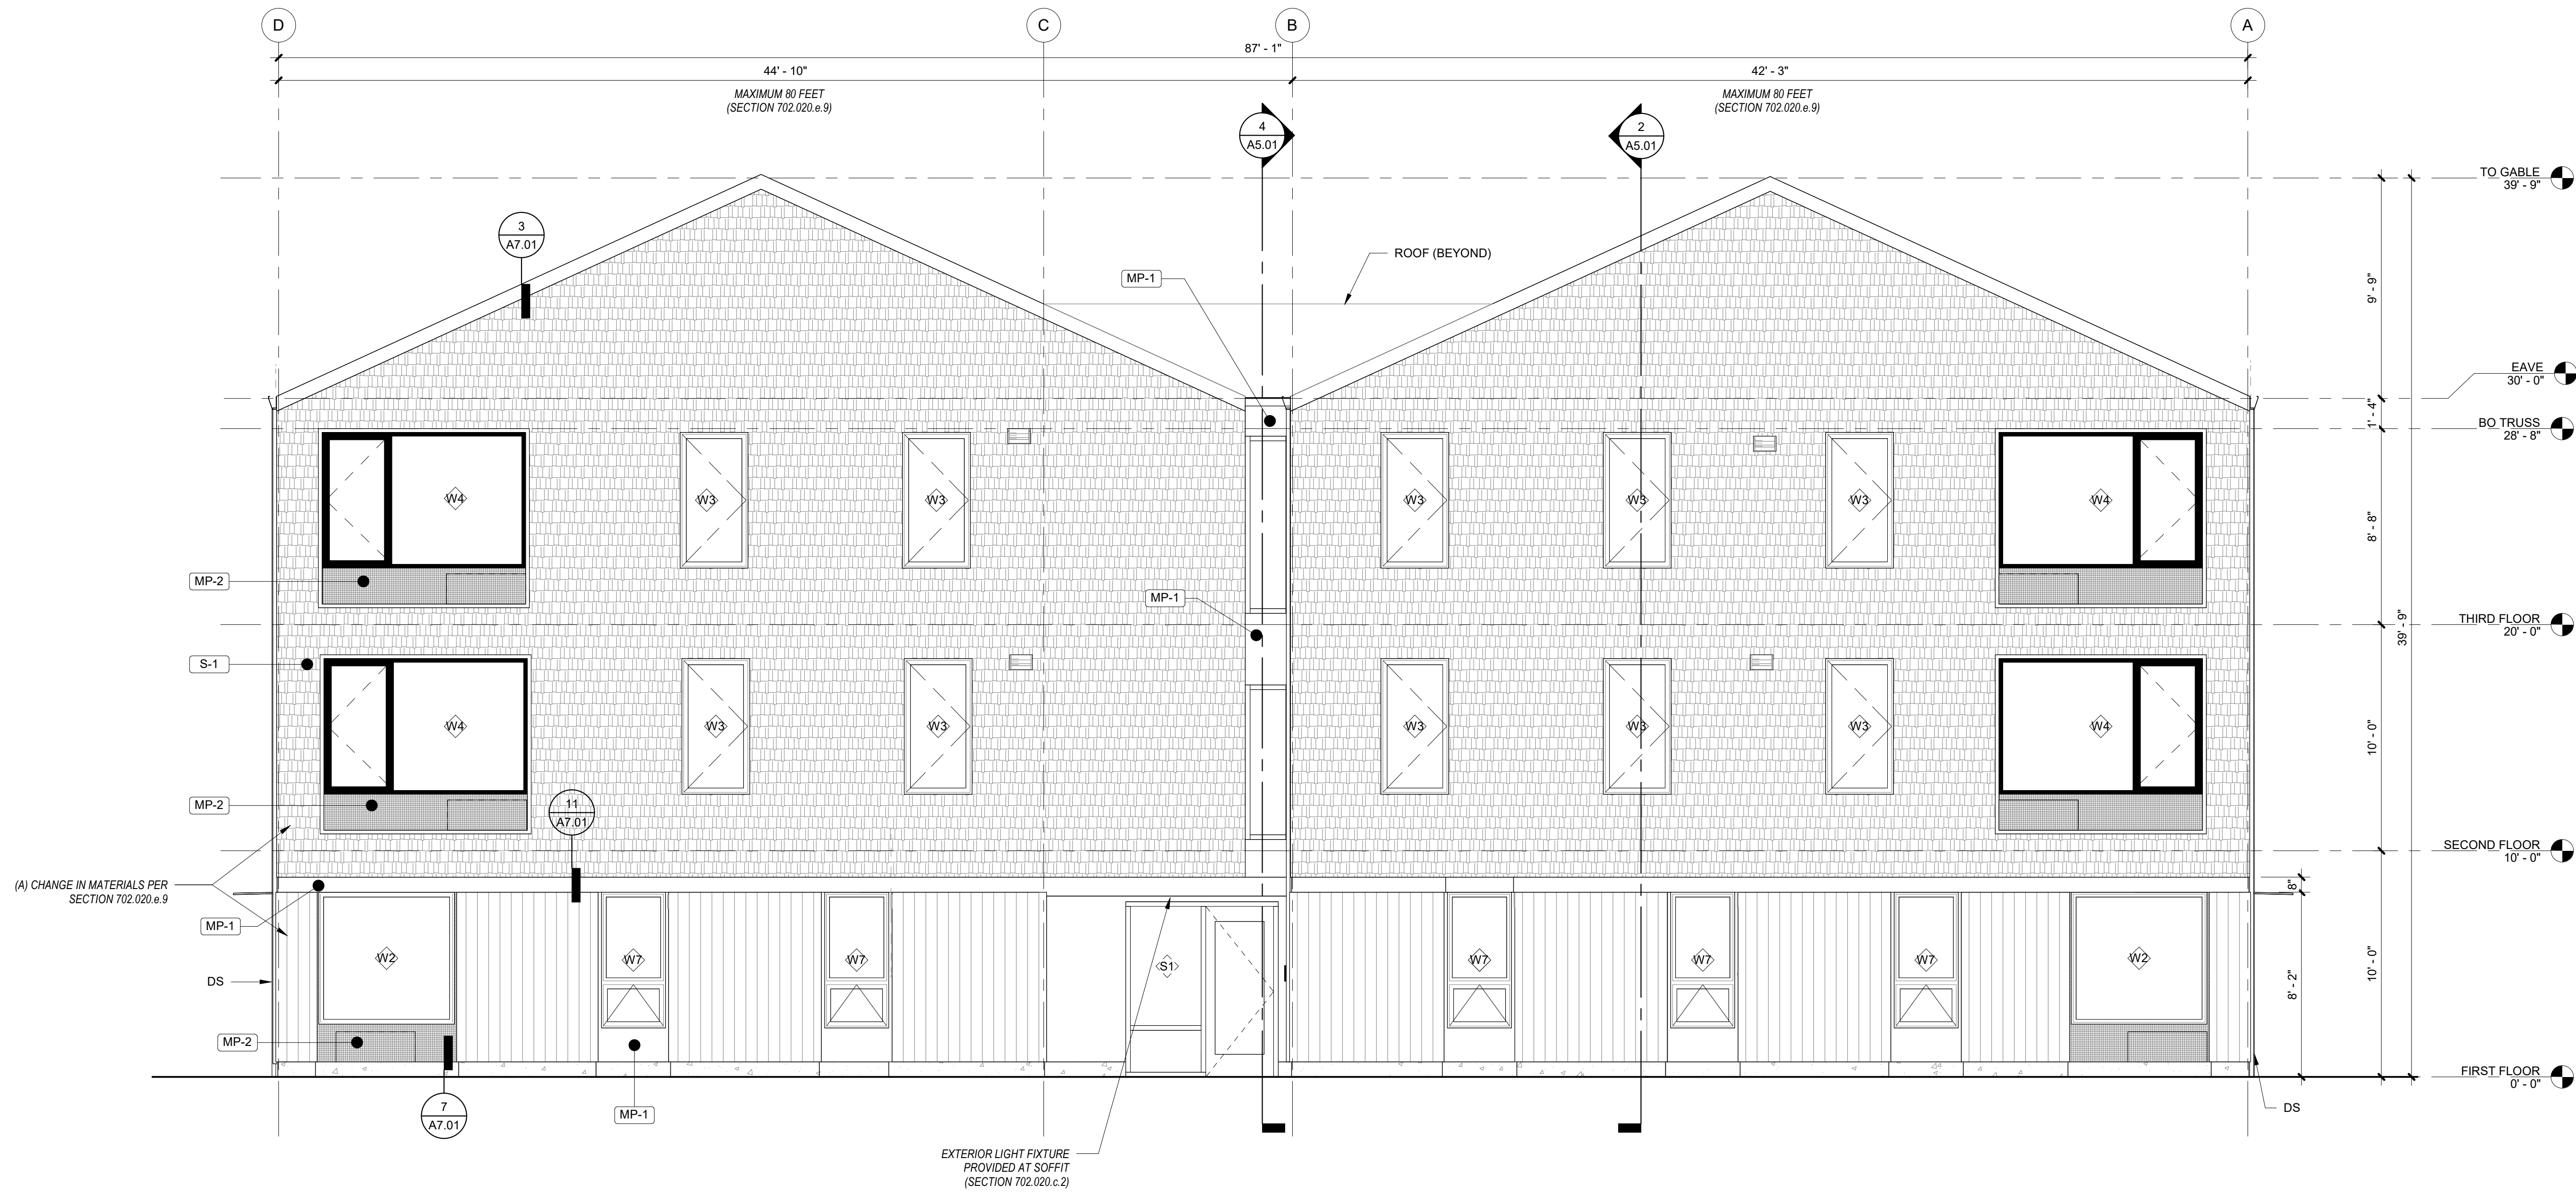 D
C
B
A
87' - 1"
44' - 10"
42' - 3"
MAXIMUM 80 FEET
(SECTION 702.020.e.9)
MAXIMUM 80 FEET
(SECTION 702.020.e.9)
4
A5.01
2
A5.01
TO GABLE
39' - 9"
3
A7.01
ROOF (BEYOND)
MP-1
9' - 9"
EAVE
30' - 0"
1' - 4"
BO TRUSS
28' - 8"
W4
W3
W3
W3
W3
W3
W4
8' - 8"
MP-2
MP-1
THIRD FLOOR
20' - 0"
39' - 9"
S-1
W4
W3
W3
W3
W3
W3
W4
10' - 0"
MP-2
11
A7.01
SECOND FLOOR
10' - 0"
(A) CHANGE IN MATERIALS PER
SECTION 702.020.e.9
8"
MP-1
W2
W7
W7
S1
W7
W7
W7
W2
DS
8' - 2"
10' - 0"
MP-2
FIRST FLOOR
0' - 0"
7
A7.01
MP-1
DS
EXTERIOR LIGHT FIXTURE
PROVIDED AT SOFFIT
(SECTION 702.020.c.2)